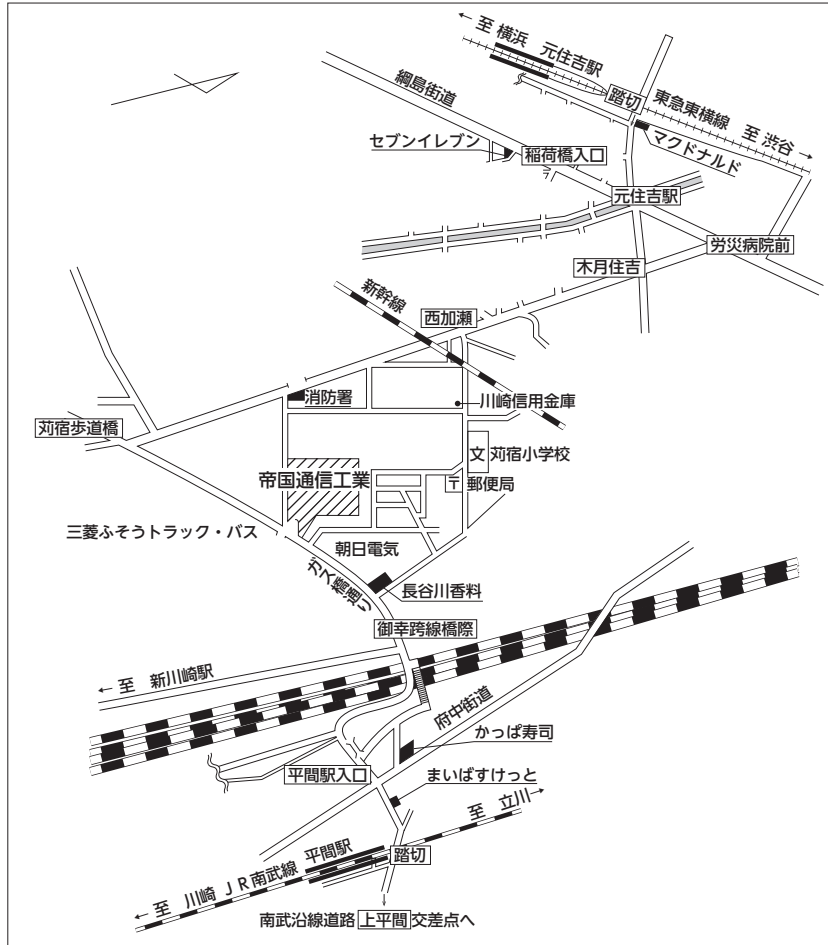 ← 至 横浜 元住吉駅
踏切
東急東横線 至 渋谷 →
綱島街道
セブンイレブン
稲荷橋入口
マクドナルド
元住吉駅
労災病院前
木月住吉
新幹線
西加瀬
消防署
川崎信用金庫
苅宿歩道橋
文 苅宿小学校
帝国通信工業
〒 郵便局
三菱ふそうトラック・バス
朝日電気
ガス橋通り
長谷川香料
御幸跨線橋際
← 至 新川崎駅
府中街道
かっぱ寿司
平間駅入口
まいばすけっと
至 立川 →
平間駅
踏切
← 至 川崎 JR南武線
↓
南武沿線道路 上平間 交差点へ